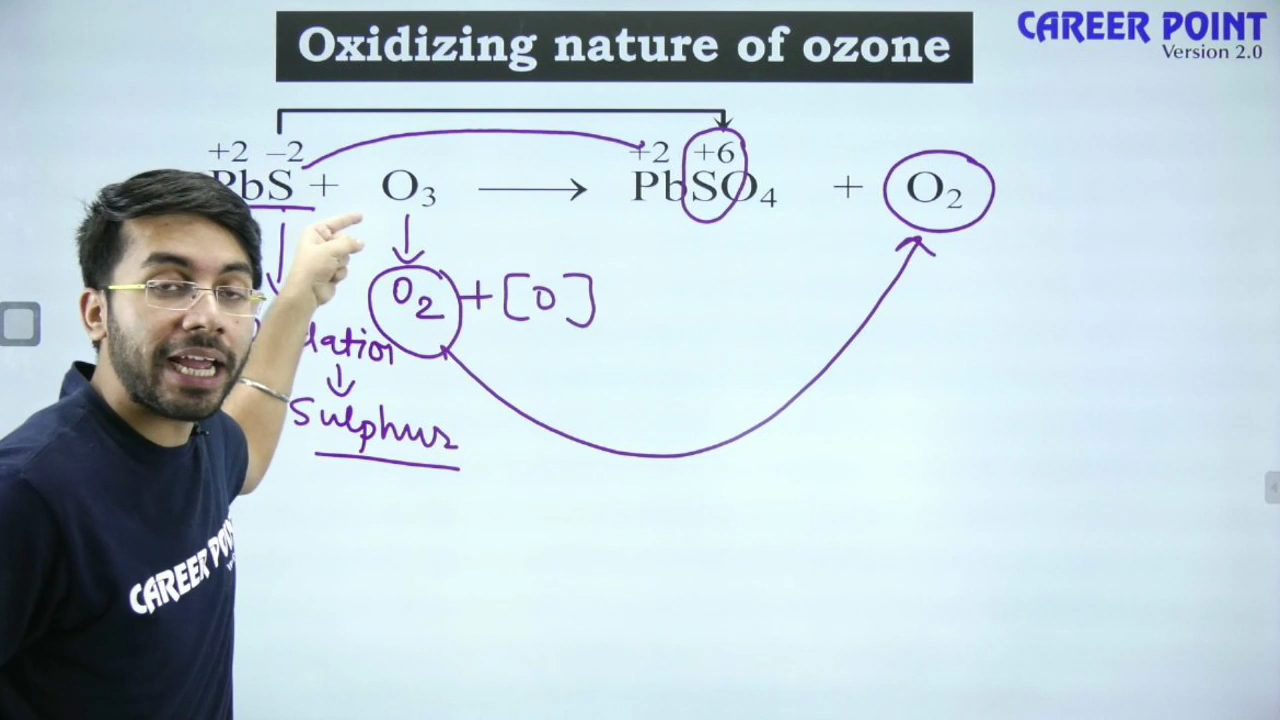 Oxidizing nature of ozone
CAREER POINT
Version 2.0
+2 –2 +2 +6
PbS + O₃ ⟶ PbSO₄ + O₂
O₂ + [O]
Sulphur
CAREER POINT